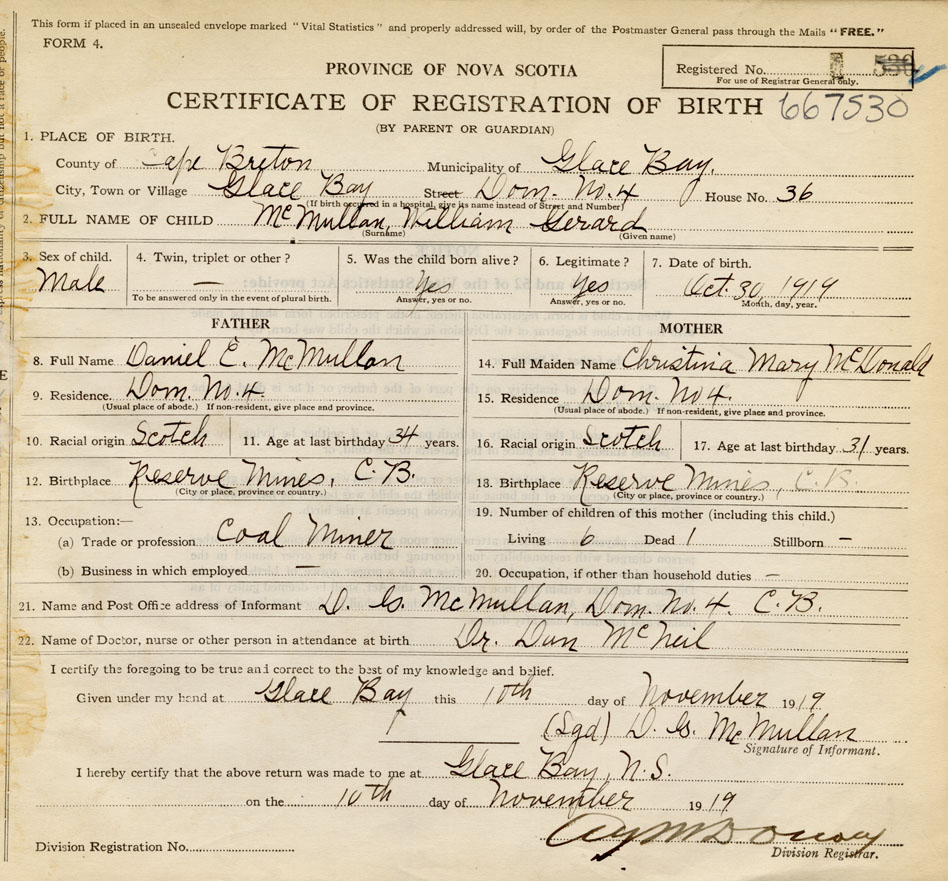 This form if placed in an unsealed envelope marked "Vital Statistics" and properly addressed will, by order of the Postmaster General pass through the Mails "FREE."
FORM 4.
PROVINCE OF NOVA SCOTIA
Registered No.
For use of Registrar General only.
CERTIFICATE OF REGISTRATION OF BIRTH 667530
(BY PARENT OR GUARDIAN)
1. PLACE OF BIRTH.
County of Cape Breton Municipality of Glace Bay.
City, Town or Village Glace Bay Street Dom. No. 4 House No. 36
(If birth occurred in a hospital, give its name instead of Street and Number)
2. FULL NAME OF CHILD McMullan, William Gerard
(Surname) (Given name)
3. Sex of child. 4. Twin, triplet or other? 5. Was the child born alive? 6. Legitimate? 7. Date of birth.
Male — Yes Yes Oct. 30, 1919
To be answered only in the event of plural birth. Answer, yes or no. Answer, yes or no. Month, day, year.
FATHER MOTHER
8. Full Name Daniel E. McMullan 14. Full Maiden Name Christina Mary McDonald
9. Residence. Dom. No. 4. 15. Residence Dom. No 4.
(Usual place of abode.) If non-resident, give place and province. (Usual place of abode.) If non-resident, give place and province.
10. Racial origin Scotch 11. Age at last birthday 34 years. 16. Racial origin Scotch 17. Age at last birthday 31 years.
12. Birthplace Reserve Mines, C.B. 18. Birthplace Reserve Mines, C.B.
(City or place, province or country.) (City or place, province or country.)
13. Occupation:— 19. Number of children of this mother (including this child.)
(a) Trade or profession Coal Miner Living 6 Dead 1 Stillborn —
(b) Business in which employed — 20. Occupation, if other than household duties —
21. Name and Post Office address of Informant D. E. McMullan, Dom. No. 4. C.B.
22. Name of Doctor, nurse or other person in attendance at birth Dr. Dan McNeil
I certify the foregoing to be true and correct to the best of my knowledge and belief.
Given under my hand at Glace Bay this 10th day of November 1919
(Sgd) D. E. McMullan
Signature of Informant.
I hereby certify that the above return was made to me at Glace Bay, N.S.
on the 10th day of November 1919
Division Registration No. Division Registrar.